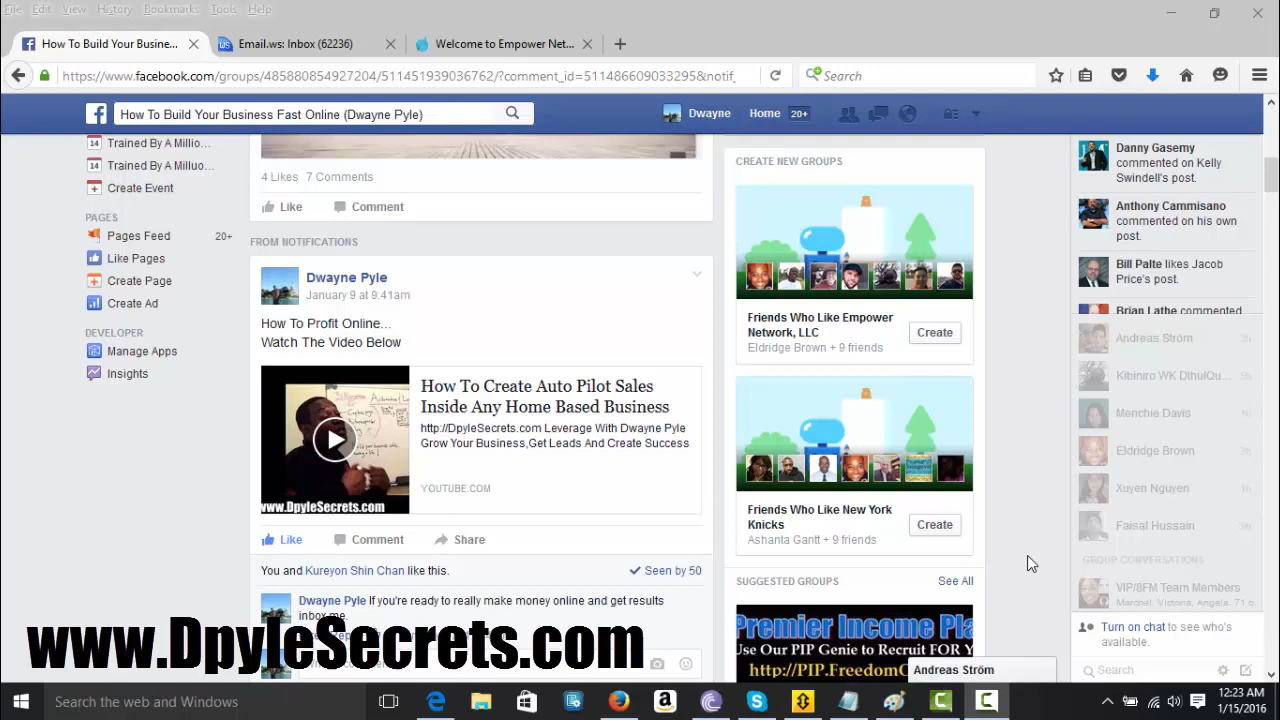 File Edit View History Bookmarks Tools Help
How To Build Your Busine...
Email.ws: Inbox (62236)
Welcome to Empower Net...
https://www.facebook.com/groups/485880854927204/511451939036762/?comment_id=511486609033295&notif_
Search
How To Build Your Business Fast Online (Dwayne Pyle)
Dwayne
Home 20+
Trained By A Millio...
Trained By A Milluo...
Create Event
PAGES
Pages Feed 20+
Like Pages
Create Page
Create Ad
DEVELOPER
Manage Apps
Insights
4 Likes 7 Comments
Like Comment
FROM NOTIFICATIONS
Dwayne Pyle
January 9 at 9:41am
How To Profit Online...
Watch The Video Below
How To Create Auto Pilot Sales
Inside Any Home Based Business
http://DpyleSecrets.com Leverage With Dwayne Pyle
Grow Your Business,Get Leads And Create Success
YOUTUBE.COM
www.DpyleSecrets.com
Like Comment Share
You and Kureyon Shin Chan like this.
Seen by 50
Dwayne Pyle If you're ready to really make money online and get results
inbox me.
www.DpyleSecrets.com
CREATE NEW GROUPS
Friends Who Like Empower
Network, LLC
Eldridge Brown + 9 friends
Create
Friends Who Like New York
Knicks
Ashanta Gantt + 9 friends
Create
SUGGESTED GROUPS
See All
Premier Income Pla
Use Our PIP Genie to Recruit FOR Y
http://PIP.FreedomC
Andreas Ström
Danny Gasemy
commented on Kelly
Swindell's post.
Anthony Cammisano
commented on his own
post.
Bill Palte likes Jacob
Price's post.
Brian Lathe commented
Andreas Ström
Kibiniro WK DthulQu...
Menchie Davis
Eldridge Brown
Xuyen Nguyen
Faisal Hussain
GROUP CONVERSATIONS
VIP/8FM Team Members
Turn on chat to see who's
available.
Search
Search the web and Windows
12:23 AM
1/15/2016